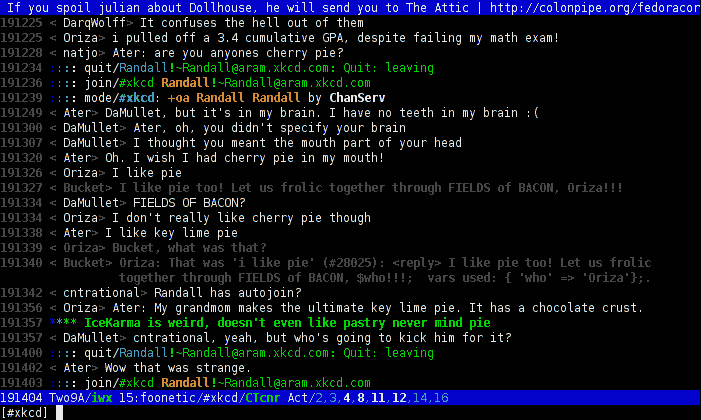 If you spoil julian about Dollhouse, he will send you to The Attic | http://colonpipe.org/fedoracor
191225 < DarqWolff> It confuses the hell out of them
191225 < Oriza> i pulled off a 3.4 cumulative GPA, despite failing my math exam!
191228 < natjo> Ater: are you anyones cherry pie?
191234 :::: quit/Randall!~Randall@aram.xkcd.com: Quit: leaving
191236 :::: join/#xkcd Randall!~Randall@aram.xkcd.com
191239 :::: mode/#xkcd: +oa Randall Randall by ChanServ
191249 < Ater> DaMullet, but it's in my brain. I have no teeth in my brain :(
191300 < DaMullet> Ater, oh, you didn't specify your brain
191307 < DaMullet> I thought you meant the mouth part of your head
191320 < Ater> Oh. I wish I had cherry pie in my mouth!
191326 < Oriza> I like pie
191327 < Bucket> I like pie too! Let us frolic together through FIELDS of BACON, Oriza!!!
191334 < DaMullet> FIELDS OF BACON?
191334 < Oriza> I don't really like cherry pie though
191338 < Ater> I like key lime pie
191339 < Oriza> Bucket, what was that?
191340 < Bucket> Oriza: That was 'i like pie' (#28025): <reply> I like pie too! Let us frolic
together through FIELDS of BACON, $who!!!;  vars used: { 'who' => 'Oriza'};.
191342 < cntrational> Randall has autojoin?
191356 < Oriza> Ater: My grandmom makes the ultimate key lime pie. It has a chocolate crust.
191357 **** IceKarma is weird, doesn't even like pastry never mind pie
191357 < DaMullet> cntrational, yeah, but who's going to kick him for it?
191400 :::: quit/Randall!~Randall@aram.xkcd.com: Quit: leaving
191402 < Ater> Wow that was strange.
191403 :::: join/#xkcd Randall!~Randall@aram.xkcd.com
191404 Two9A/iwx 15:foonetic/#xkcd/CTcnr Act/2,3,4,8,11,12,14,16
[#xkcd]